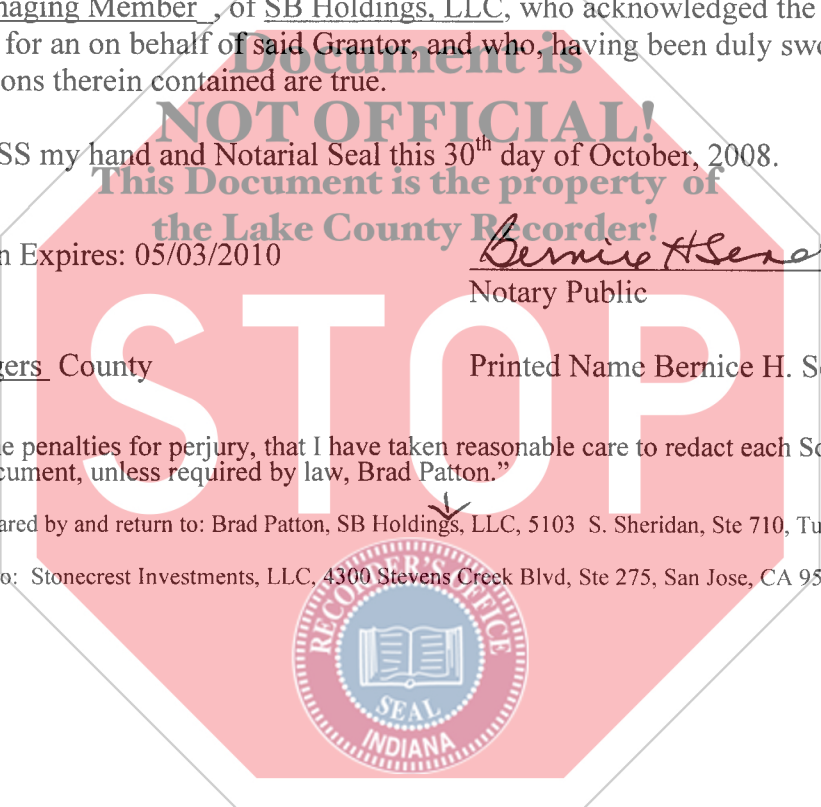 naging Member , of SB Holdings, LLC, who acknowledged the
for an on behalf of said Grantor, and who, having been duly swo
Document is
ons therein contained are true.
NOT OFFICIAL!
SS my hand and Notarial Seal this 30th day of October, 2008.
This Document is the property of
the Lake County Recorder!
n Expires: 05/03/2010
Bernice H Sena
Notary Public
gers County
Printed Name Bernice H. S
STOP
e penalties for perjury, that I have taken reasonable care to redact each So
cument, unless required by law, Brad Patton.”
ared by and return to: Brad Patton, SB Holdings, LLC, 5103 S. Sheridan, Ste 710, Tu
o: Stonecrest Investments, LLC, 4300 Stevens Creek Blvd, Ste 275, San Jose, CA 95
RECORDER'S OFFICE
SEAL
INDIANA